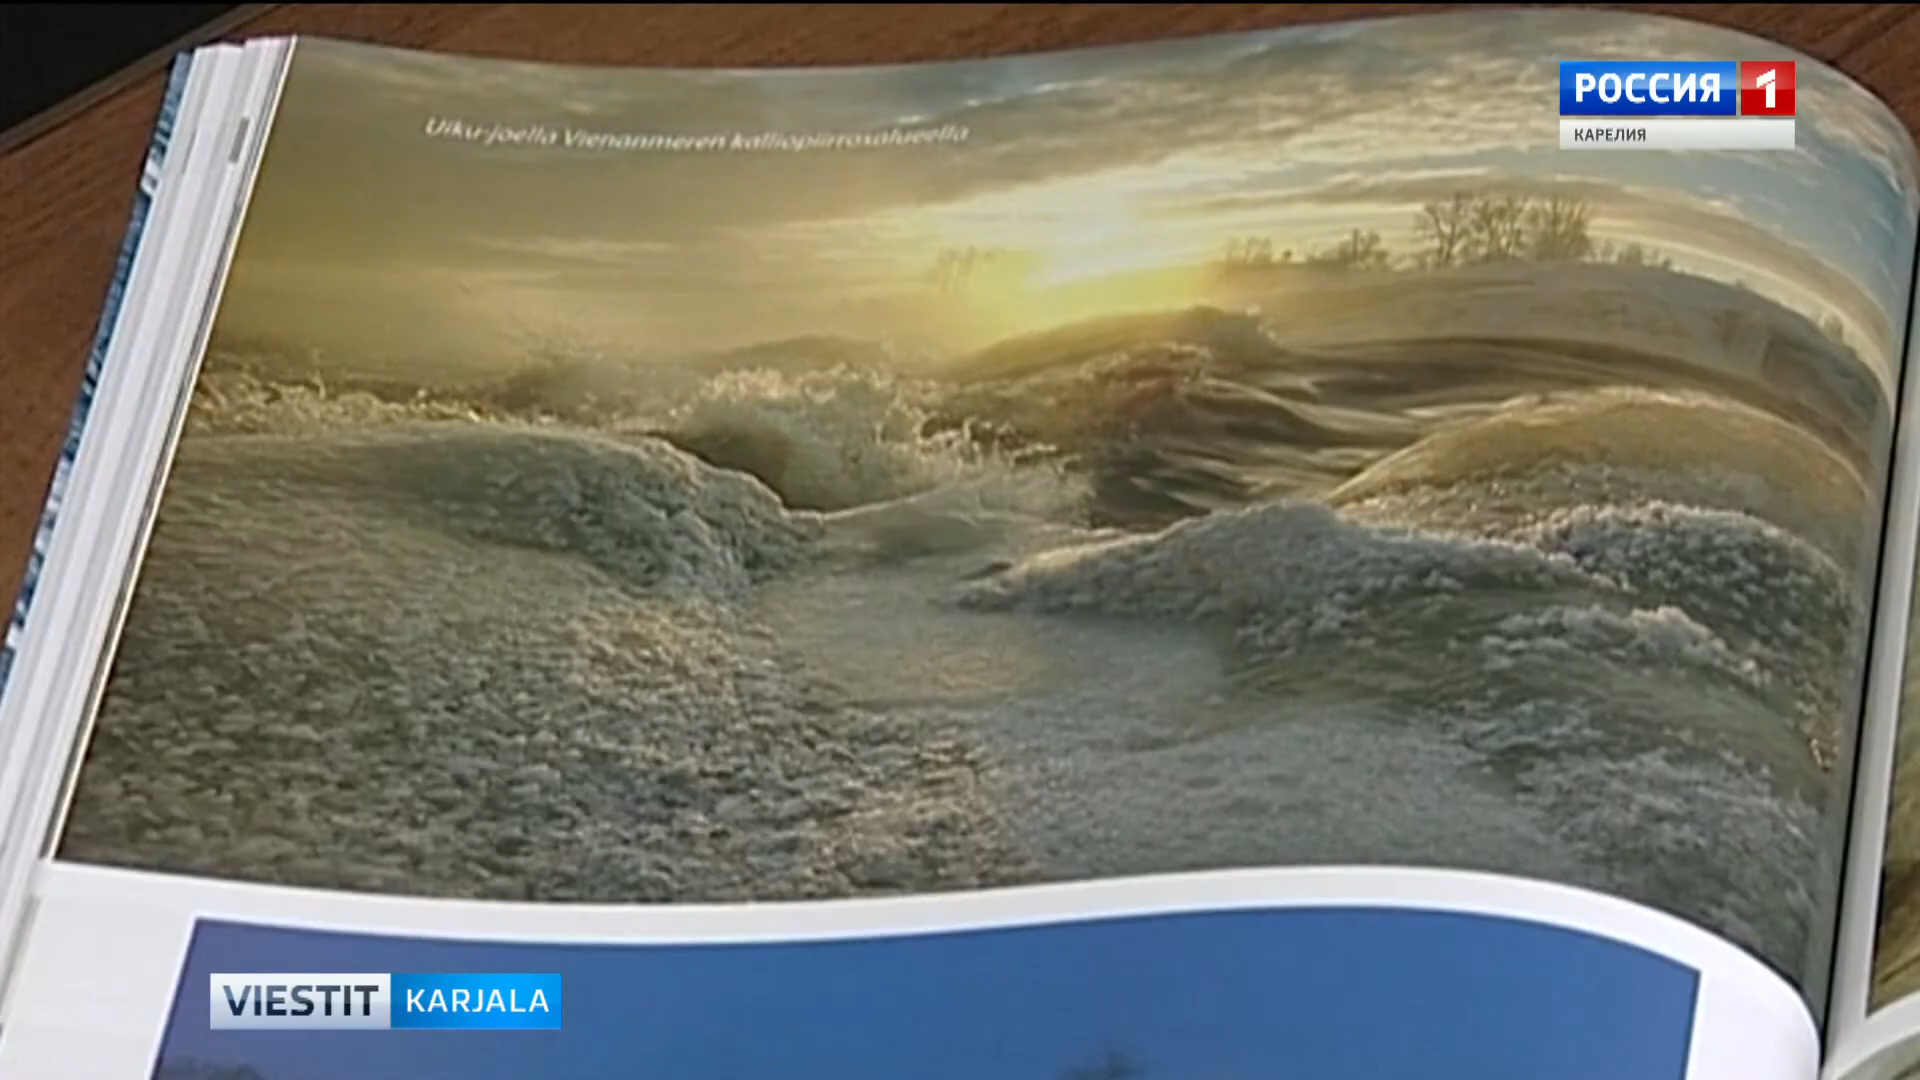 Uiku-joella Vienanmeren kalliopiirrosalueella
РОССИЯ 1
КАРЕЛИЯ
VIESTIT KARJALA